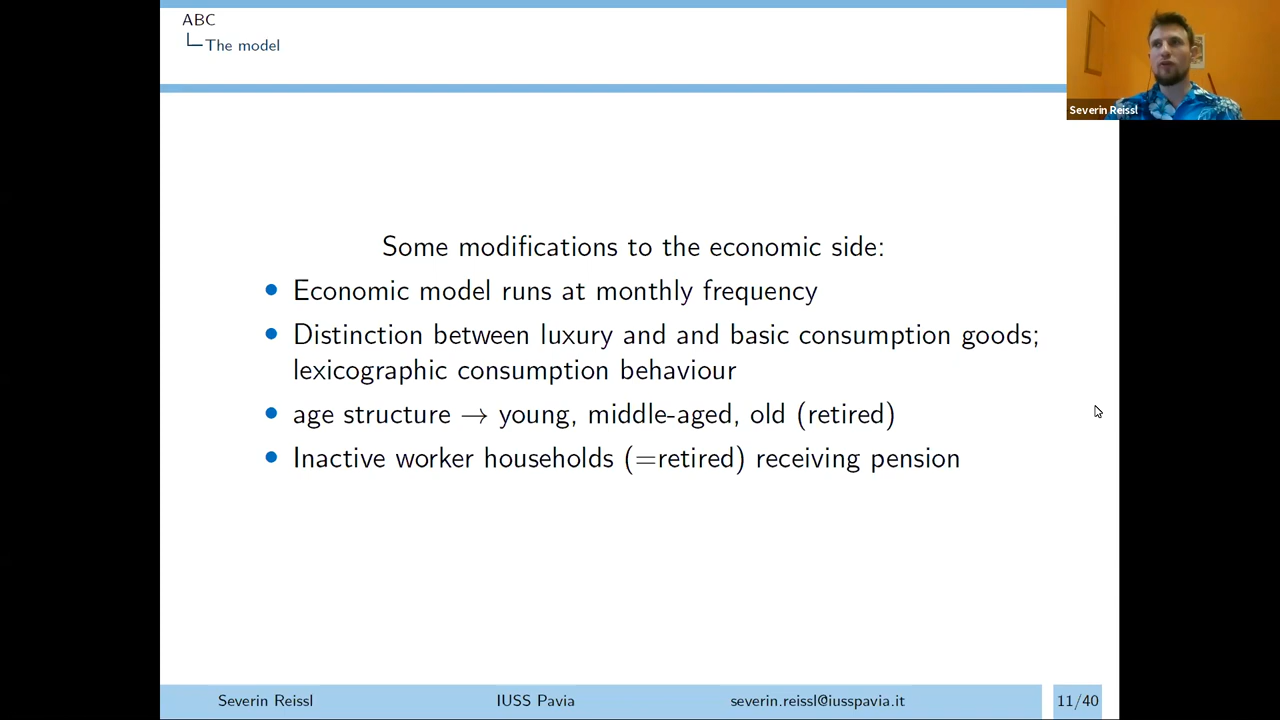 ABC
The model
Severin Reissl
Some modifications to the economic side:
• Economic model runs at monthly frequency
• Distinction between luxury and and basic consumption goods;
lexicographic consumption behaviour
• age structure → young, middle-aged, old (retired)
• Inactive worker households (=retired) receiving pension
Severin Reissl IUSS Pavia severin.reissl@iusspavia.it 11/40